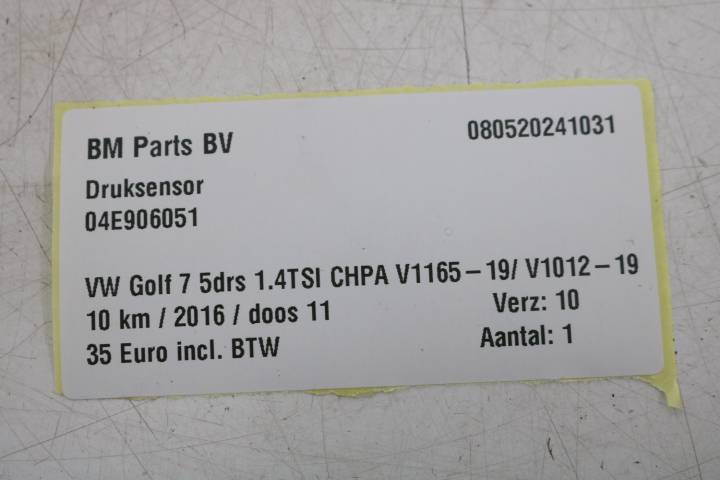 BM Parts BV 080520241031
Druksensor
04E906051
VW Golf 7 5drs 1.4TSI CHPA V1165-19/ V1012-19
10 km / 2016 / doos 11 Verz: 10
35 Euro incl. BTW Aantal: 1